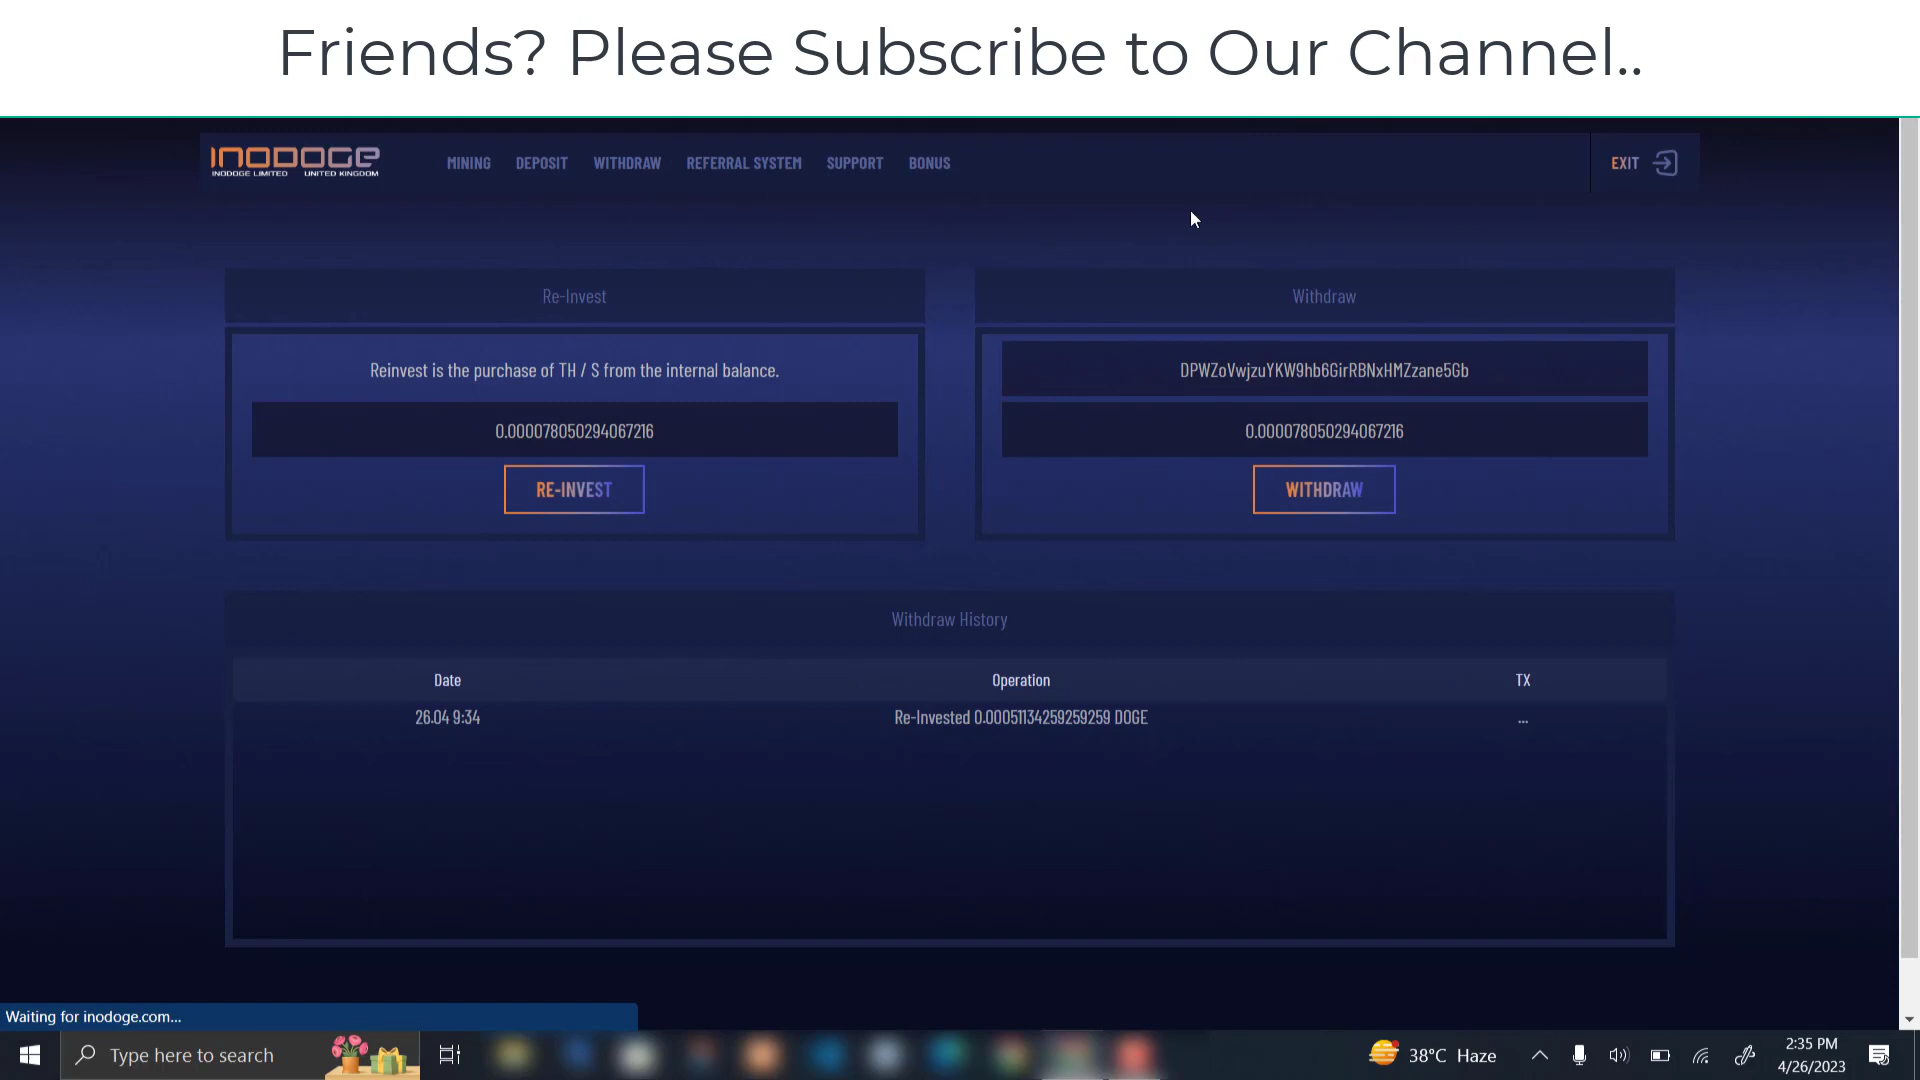 Friends? Please Subscribe to Our Channel..
INODOGE
INODOGE LIMITED UNITED KINGDOM
MINING DEPOSIT WITHDRAW REFERRAL SYSTEM SUPPORT BONUS EXIT
Re-Invest
Reinvest is the purchase of TH / S from the internal balance.
0.000078050294067216
RE-INVEST
Withdraw
DPWZoVwjzuYKW9hb6GirRBNxHMZzane5Gb
0.000078050294067216
WITHDRAW
Withdraw History
Date Operation TX
26.04 9:34 Re-Invested 0.00051134259259259 DOGE ...
Waiting for inodoge.com...
Type here to search
38°C Haze
2:35 PM
4/26/2023